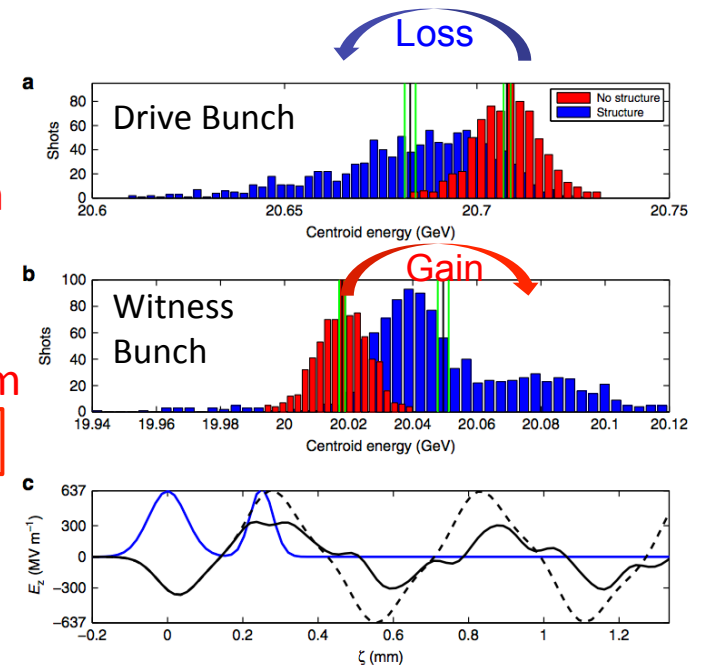 Loss
a
Drive Bunch
No structure
Structure
Shots
80
60
40
20
0
20.6
20.65
20.7
20.75
Centroid energy (GeV)
b
Gain
Witness
Bunch
Shots
100
80
60
40
20
0
19.94
19.96
19.98
20
20.02
20.04
20.06
20.08
20.10
20.12
Centroid energy (GeV)
m
c
E_z (MV m⁻¹)
637
300
0
−300
−637
−0.2
0
0.2
0.4
0.6
0.8
1
1.2
ζ (mm)